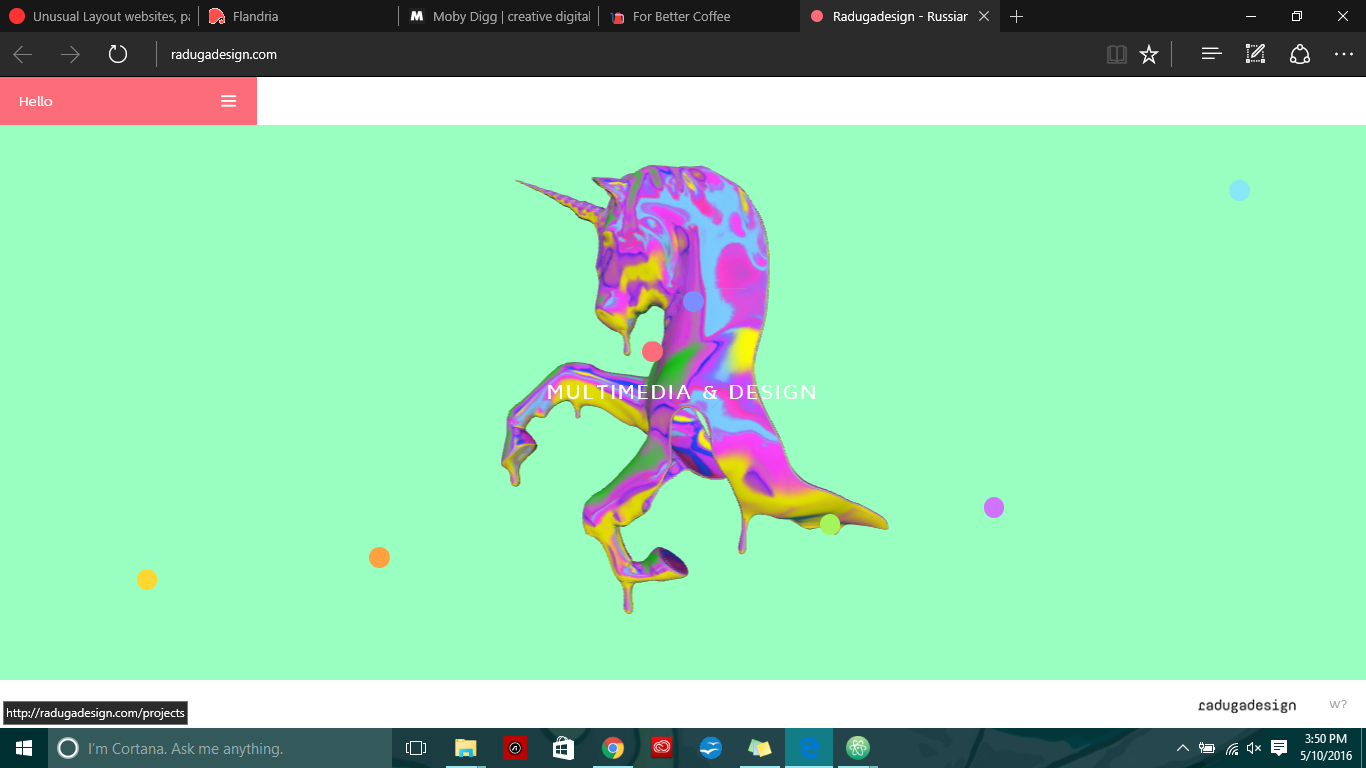 Unusual Layout websites, pa
Flandria
Moby Digg | creative digital
For Better Coffee
Radugadesign - Russiar
radugadesign.com
Hello
MULTIMEDIA & DESIGN
http://radugadesign.com/projects
radugadesign
w?
I'm Cortana. Ask me anything.
3:50 PM
5/10/2016